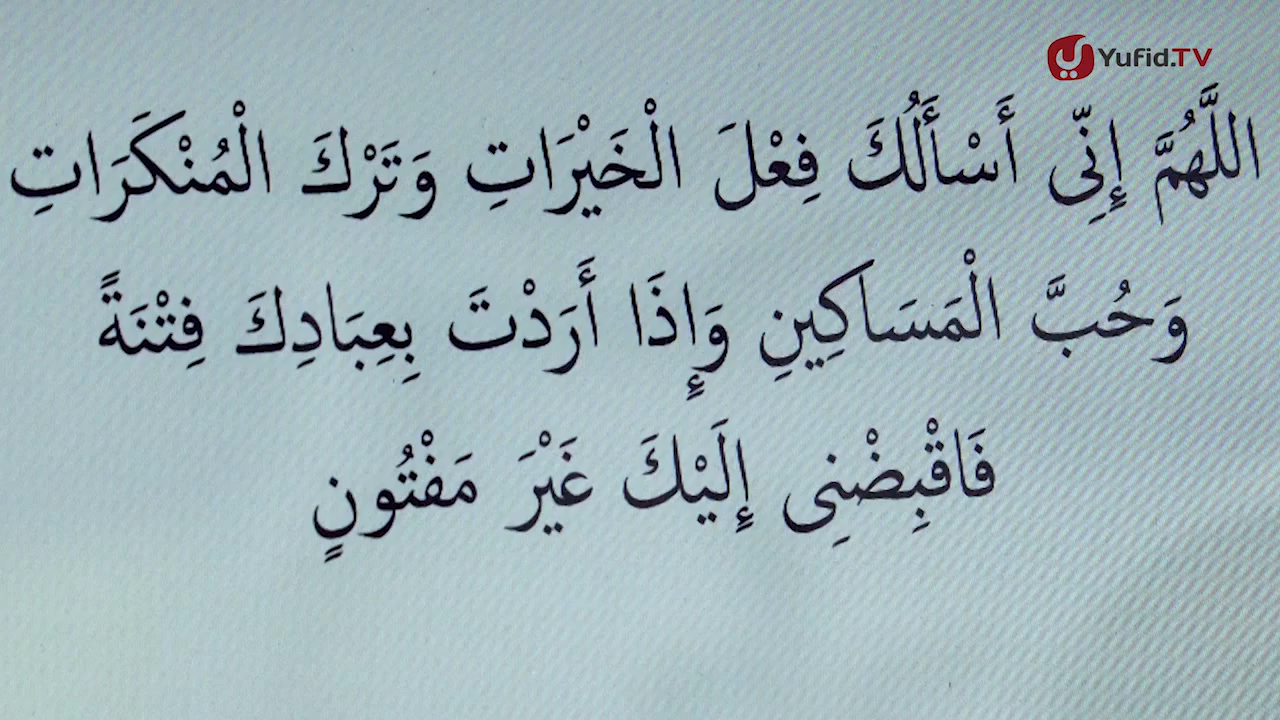 Yufid.TV
اللَّهُمَّ إِنِّى أَسْأَلُكَ فِعْلَ الْخَيْرَاتِ وَتَرْكَ الْمُنْكَرَاتِ
وَحُبَّ الْمَسَاكِينِ وَإِذَا أَرَدْتَ بِعِبَادِكَ فِتْنَةً
فَاقْبِضْنِى إِلَيْكَ غَيْرَ مَفْتُونٍ